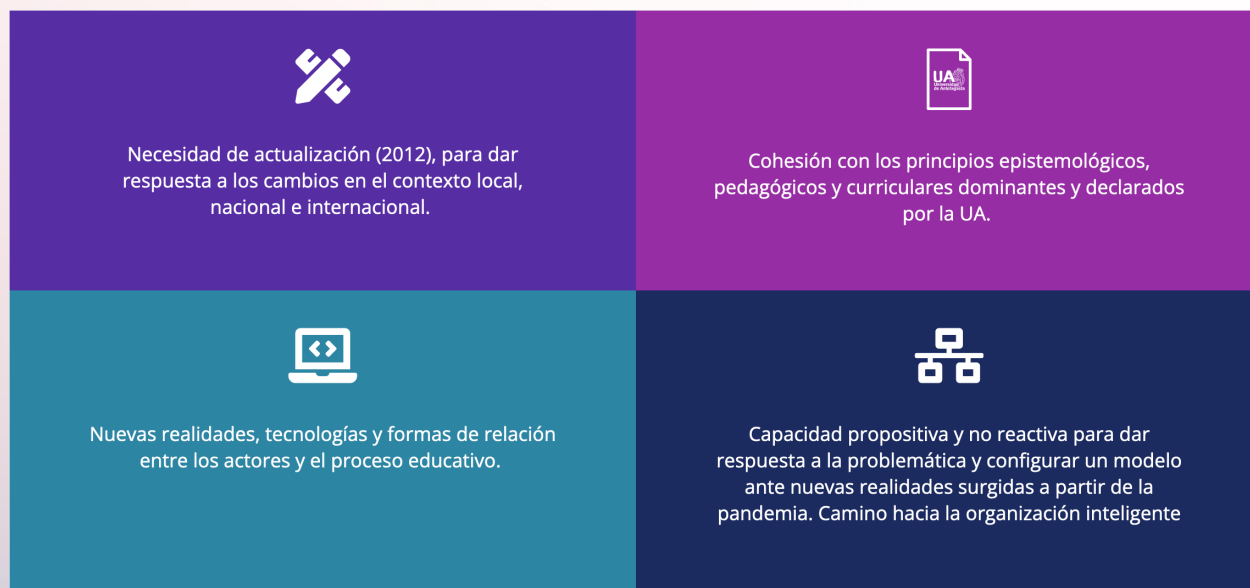 Necesidad de actualización (2012), para dar
respuesta a los cambios en el contexto local,
nacional e internacional.
UA
Universidad
de Antofagasta
Cohesión con los principios epistemológicos,
pedagógicos y curriculares dominantes y declarados
por la UA.
Nuevas realidades, tecnologías y formas de relación
entre los actores y el proceso educativo.
Capacidad propositiva y no reactiva para dar
respuesta a la problemática y configurar un modelo
ante nuevas realidades surgidas a partir de la
pandemia. Camino hacia la organización inteligente